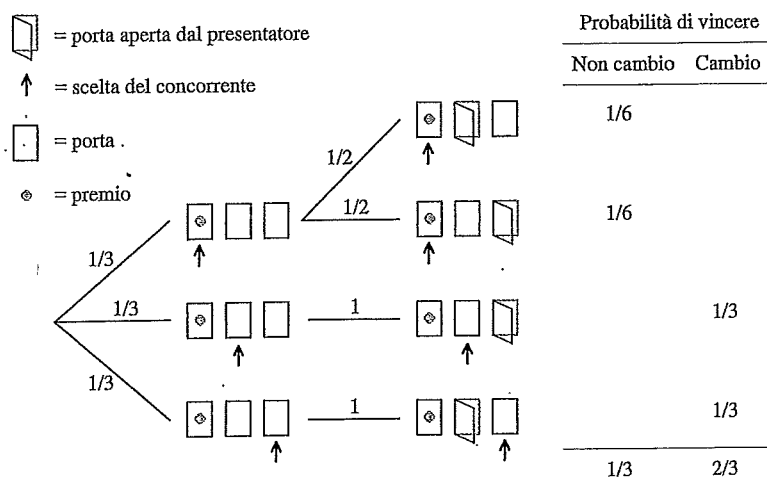 = porta aperta dal presentatore
= scelta del concorrente
= porta
= premio
Probabilità di vincere
Non cambio Cambio
1/2
1/6
1/2
1/6
1/3
1/3
1
1/3
1/3
1
1/3
1/3 2/3